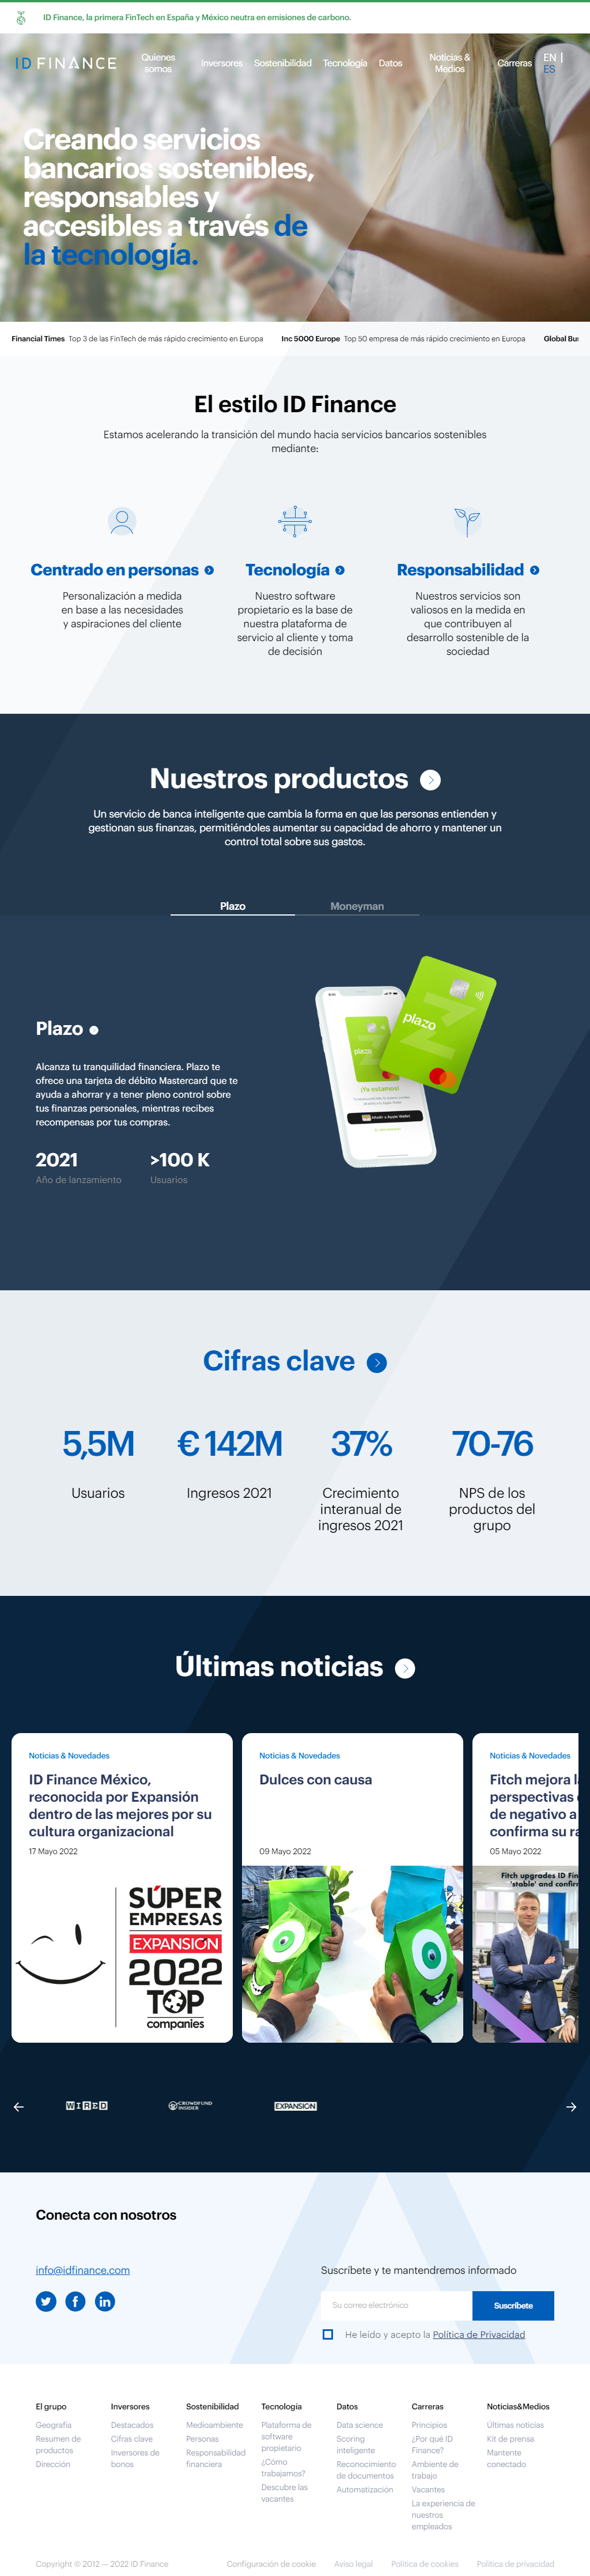 ID Finance, la primera FinTech en España y México neutra en emisiones de carbono.
ID FINANCE
Quienes somos
Inversores
Sostenibilidad
Tecnología
Datos
Noticias & Medios
Carreras
EN |
ES
Creando servicios
bancarios sostenibles,
responsables y
accesibles a través de
la tecnología.
Financial Times Top 3 de las FinTech de más rápido crecimiento en Europa
Inc 5000 Europe Top 50 empresa de más rápido crecimiento en Europa
Global
El estilo ID Finance
Estamos acelerando la transición del mundo hacia servicios bancarios sostenibles
mediante:
Centrado en personas
Personalización a medida
en base a las necesidades
y aspiraciones del cliente
Tecnología
Nuestro software
propietario es la base de
nuestra plataforma de
servicio al cliente y toma
de decisión
Responsabilidad
Nuestros servicios son
valiosos en la medida en
que contribuyen al
desarrollo sostenible de la
sociedad
Nuestros productos
Un servicio de banca inteligente que cambia la forma en que las personas entienden y
gestionan sus finanzas, permitiéndoles aumentar su capacidad de ahorro y mantener un
control total sobre sus gastos.
Plazo
Moneyman
Plazo
Alcanza tu tranquilidad financiera. Plazo te
ofrece una tarjeta de débito Mastercard que te
ayuda a ahorrar y a tener pleno control sobre
tus finanzas personales, mientras recibes
recompensas por tus compras.
2021
Año de lanzamiento
>100 K
Usuarios
plazo
plazo
¡Ya estamos!
Añadir a Apple Wallet
Cifras clave
5,5M
Usuarios
€ 142M
Ingresos 2021
37%
Crecimiento
interanual de
ingresos 2021
70-76
NPS de los
productos del
grupo
Últimas noticias
Noticias & Novedades
ID Finance México,
reconocida por Expansión
dentro de las mejores por su
cultura organizacional
17 Mayo 2022
SÚPER
EMPRESAS
EXPANSIÓN
2022
TOP
companies
Noticias & Novedades
Dulces con causa
09 Mayo 2022
Noticias & Novedades
Fitch mejora
perspectivas
de negativo a
confirma su
05 Mayo 2022
Fitch upgrades ID
'stable' and
WIRED
CROWDFUND
INSIDER
EXPANSIÓN
Conecta con nosotros
info@idfinance.com
Suscríbete y te mantendremos informado
Su correo electrónico
Suscríbete
He leído y acepto la Política de Privacidad
El grupo
Geografía
Resumen de
productos
Dirección
Inversores
Destacados
Cifras clave
Inversores de
bonos
Sostenibilidad
Medioambiente
Personas
Responsabilidad
financiera
Tecnología
Plataforma de
software
propietario
¿Cómo
trabajamos?
Descubre las
vacantes
Datos
Data science
Scoring
inteligente
Reconocimiento
de documentos
Automatización
Carreras
Principios
¿Por qué ID
Finance?
Ambiente de
trabajo
Vacantes
La experiencia de
nuestros
empleados
Noticias&Medios
Últimas noticias
Kit de prensa
Mantente
conectado
Copyright © 2012 — 2022 ID Finance
Configuración de cookie
Aviso legal
Política de cookies
Política de privacidad